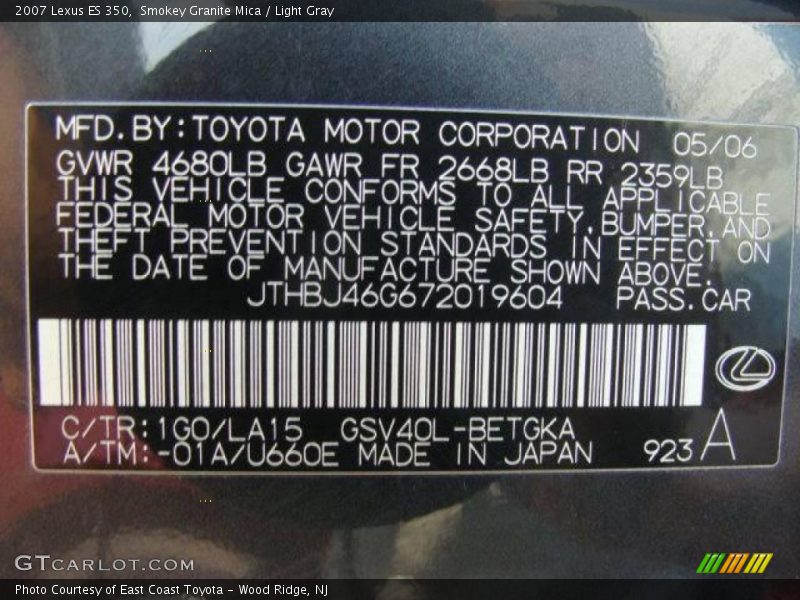 2007 Lexus ES 350, Smokey Granite Mica / Light Gray
MFD.BY:TOYOTA MOTOR CORPORATION 05/06
GVWR 4680LB GAWR FR 2668LB RR 2359LB
THIS VEHICLE CONFORMS TO ALL APPLICABLE
FEDERAL MOTOR VEHICLE SAFETY,BUMPER,AND
THEFT PREVENTION STANDARDS IN EFFECT ON
THE DATE OF MANUFACTURE SHOWN ABOVE.
JTHBJ46G672019604 PASS.CAR
C/TR:1G0/LA15 GSV40L-BETGKA
A/TM:-01A/U660E MADE IN JAPAN 923 A
GTCARLOT.COM
Photo Courtesy of East Coast Toyota - Wood Ridge, NJ